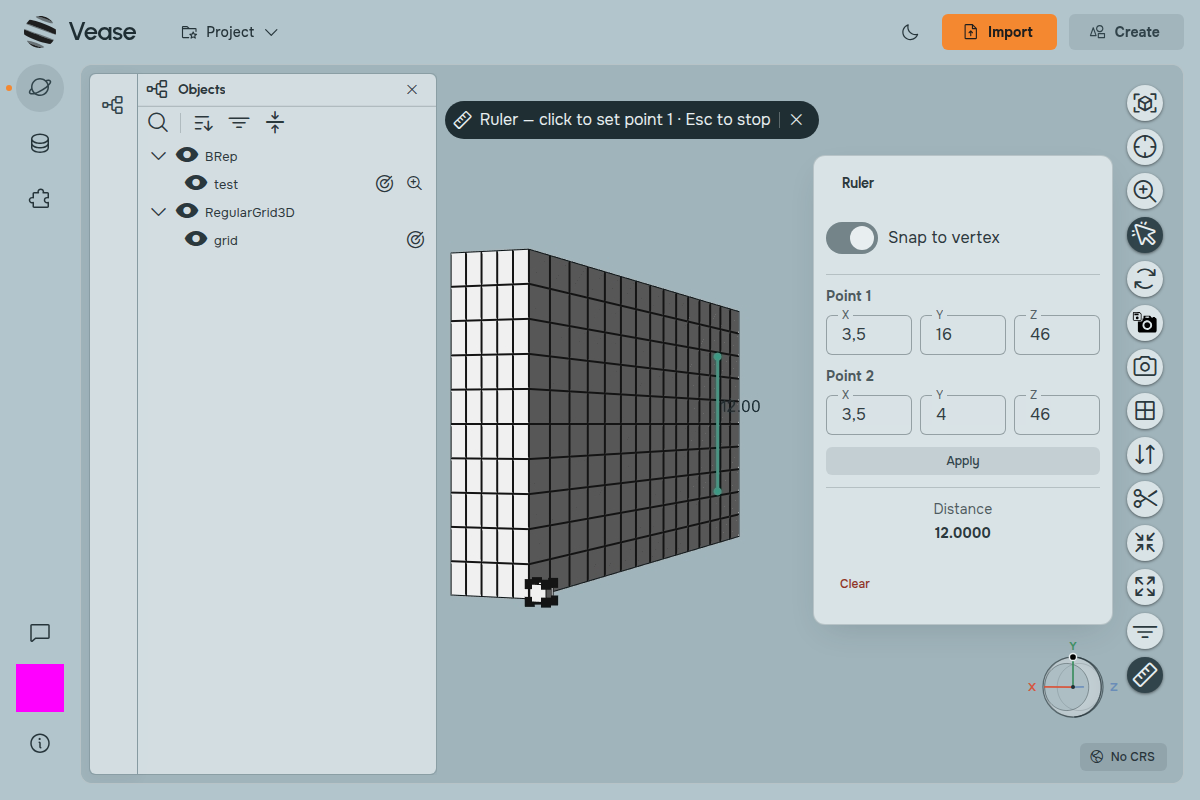 Vease
Project
Import
Create
Objects
BRep
test
RegularGrid3D
grid
Ruler — click to set point 1 · Esc to stop
Ruler
Snap to vertex
Point 1
X
3,5
Y
16
Z
46
Point 2
X
3,5
Y
4
Z
46
Apply
Distance
12.0000
Clear
12.00
Y
X
Z
No CRS